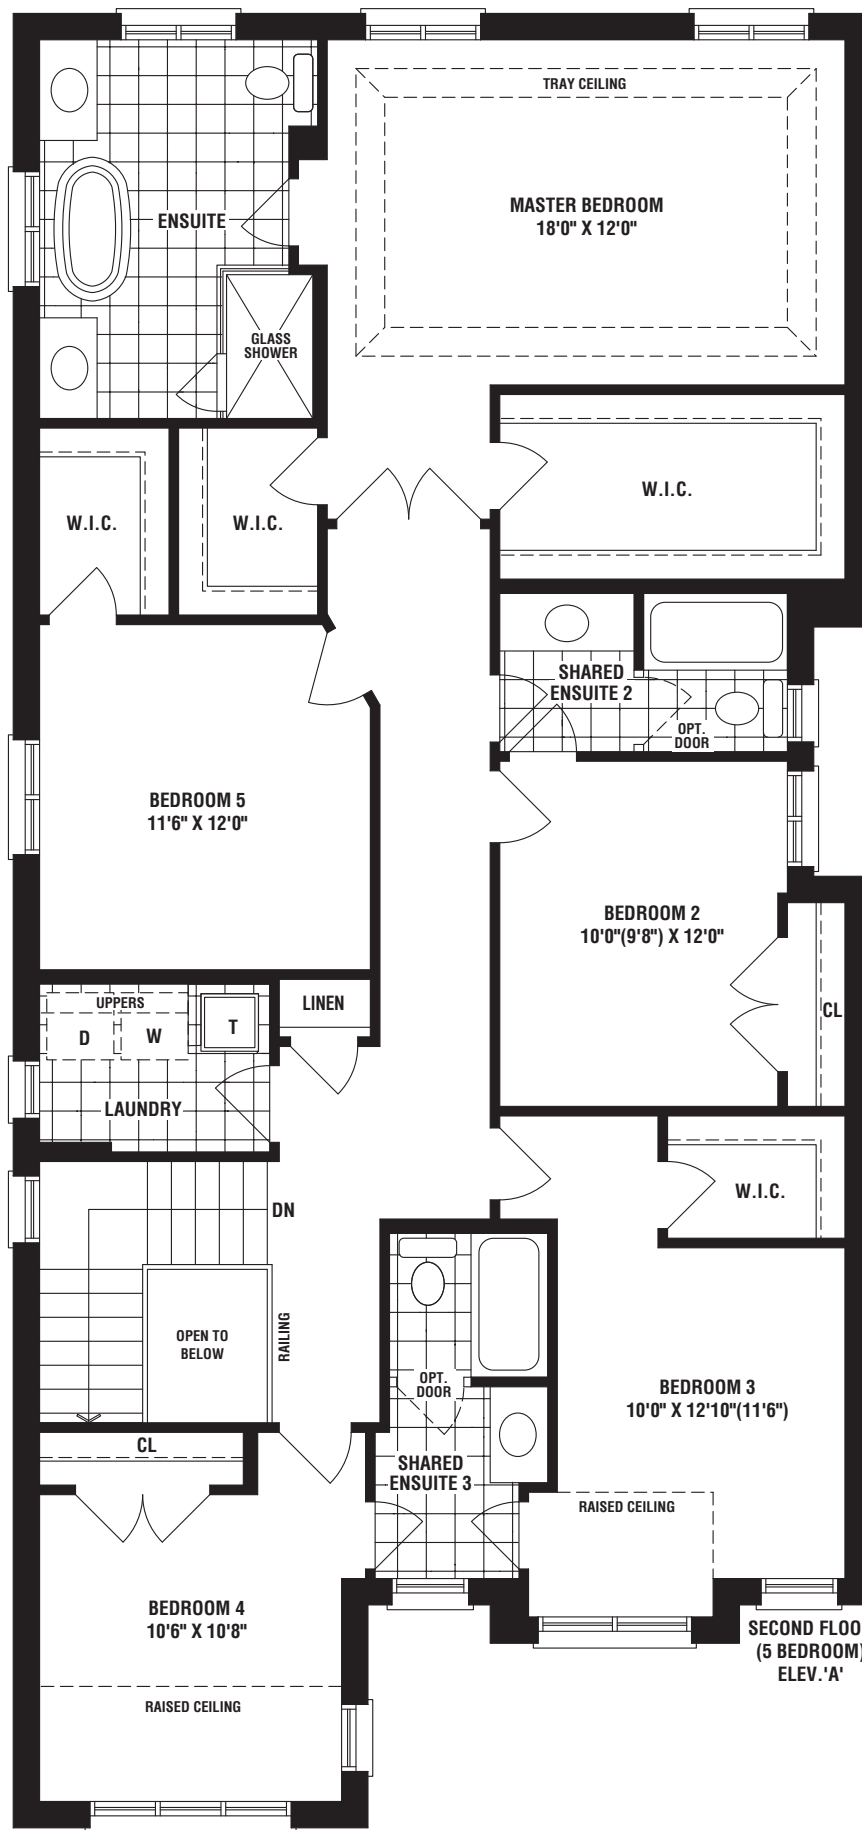 TRAY CEILING
MASTER BEDROOM
18'0" X 12'0"
ENSUITE
GLASS
SHOWER
W.I.C.
W.I.C.
W.I.C.
SHARED
ENSUITE 2
OPT.
DOOR
BEDROOM 5
11'6" X 12'0"
BEDROOM 2
10'0"(9'8") X 12'0"
CL
UPPERS
D
W
T
LINEN
LAUNDRY
DN
W.I.C.
OPEN TO
BELOW
RAILING
OPT.
DOOR
BEDROOM 3
10'0" X 12'10"(11'6")
CL
SHARED
ENSUITE 3
RAISED CEILING
BEDROOM 4
10'6" X 10'8"
RAISED CEILING
SECOND FLOO
(5 BEDROOM)
ELEV.'A'